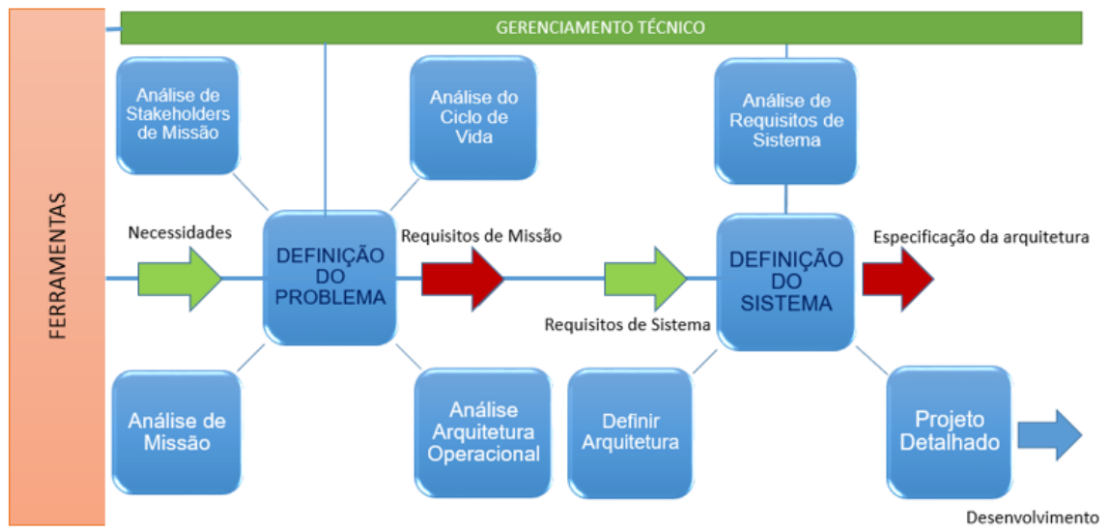 GERENCIAMENTO TÉCNICO
FERRAMENTAS
Análise de
Stakeholders
de Missão
Análise do
Ciclo de
Vida
Análise de
Requisitos de
Sistema
Necessidades
DEFINIÇÃO
DO
PROBLEMA
Requisitos de Missão
Requisitos de Sistema
DEFINIÇÃO
DO
SISTEMA
Especificação da arquitetura
Análise de
Missão
Análise
Arquitetura
Operacional
Definir
Arquitetura
Projeto
Detalhado
Desenvolvimento